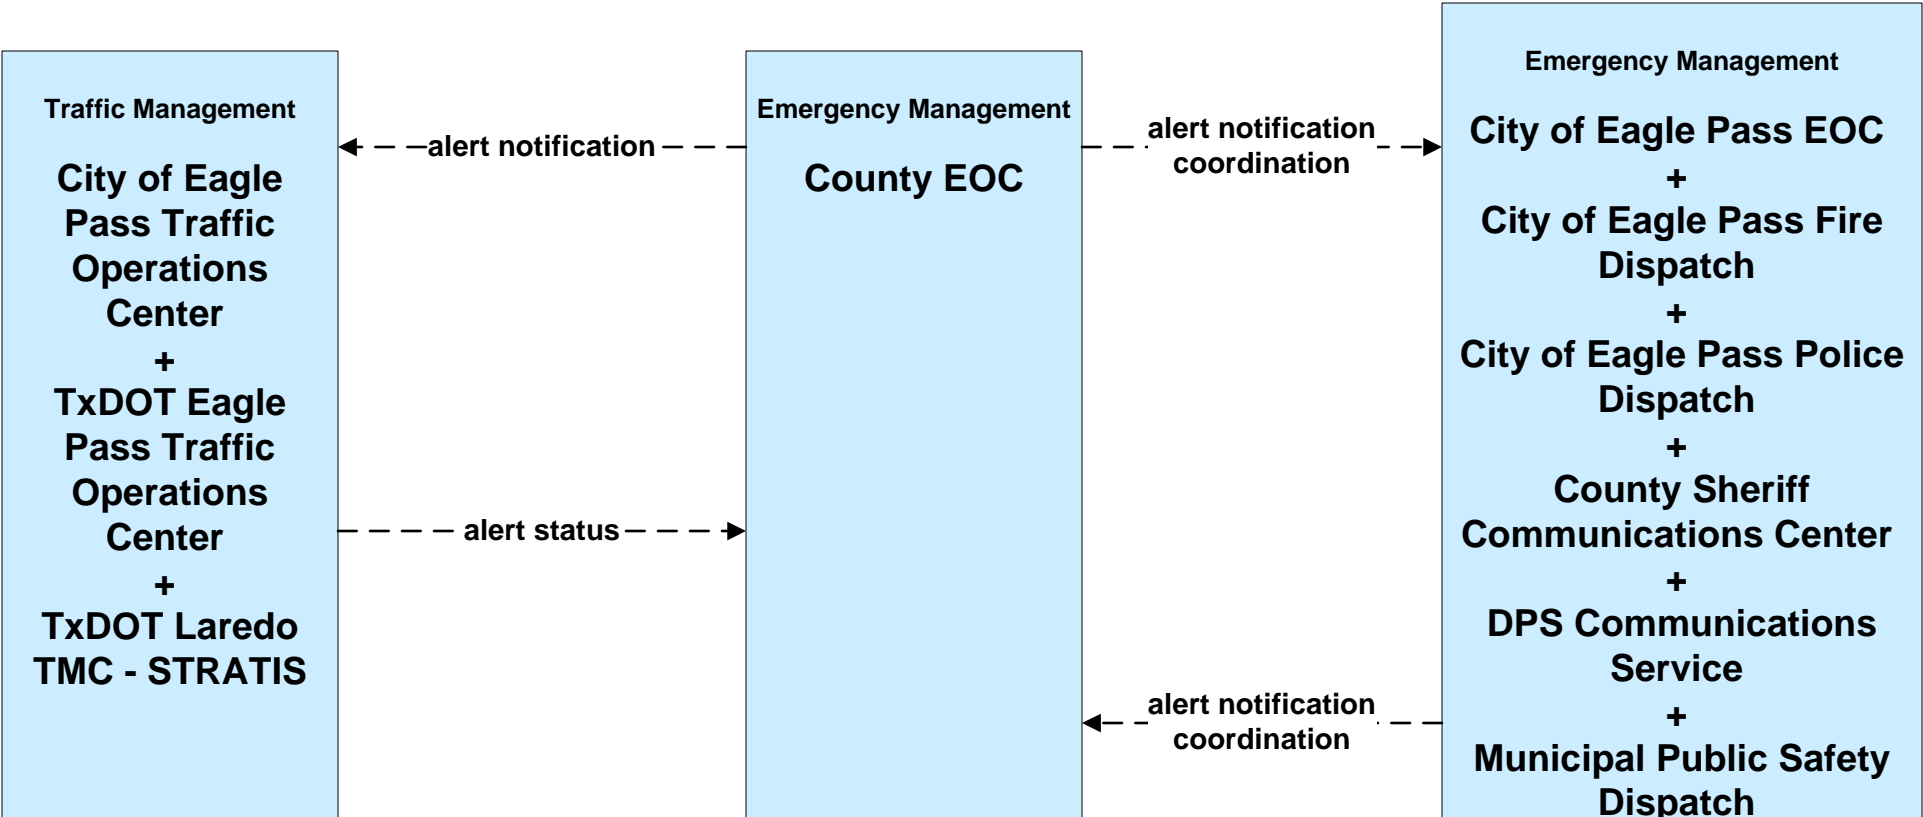 Traffic Management
City of Eagle
Pass Traffic
Operations
Center
+
TxDOT Eagle
Pass Traffic
Operations
Center
+
TxDOT Laredo
TMC - STRATIS
alert notification
alert status
Emergency Management
County EOC
alert notification
coordination
alert notification
coordination
Emergency Management
City of Eagle Pass EOC
+
City of Eagle Pass Fire
Dispatch
+
City of Eagle Pass Police
Dispatch
+
County Sheriff
Communications Center
+
DPS Communications
Service
+
Municipal Public Safety
Dispatch